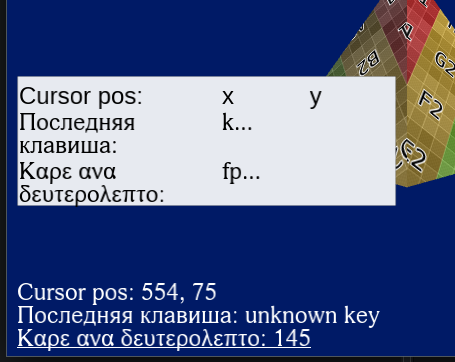 A
B2
G2
F2
Cursor pos: x y
Последняя k...
клавиша:
Καρε ανα fp...
δευτερολεπτο:
Cursor pos: 554, 75
Последняя клавиша: unknown key
Καρε ανα δευτερολεπτο: 145